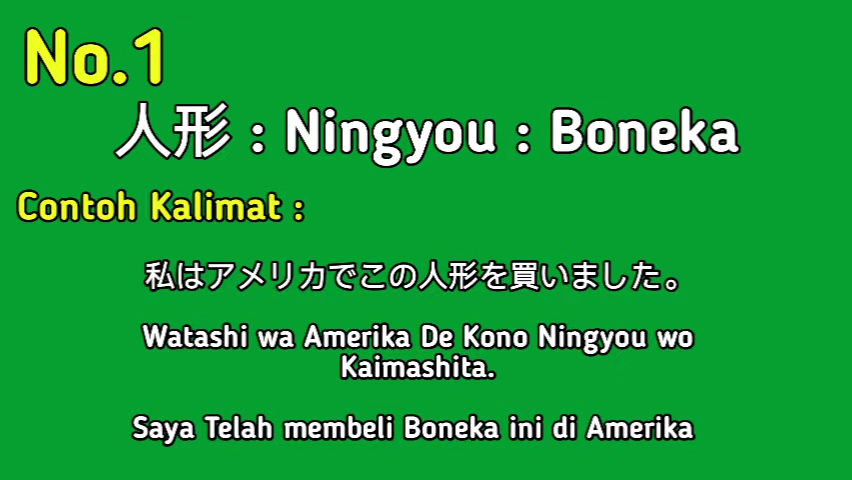 No.1
人形 : Ningyou : Boneka
Contoh Kalimat :
私はアメリカでこの人形を買いました。
Watashi wa Amerika De Kono Ningyou wo
Kaimashita.
Saya Telah membeli Boneka ini di Amerika